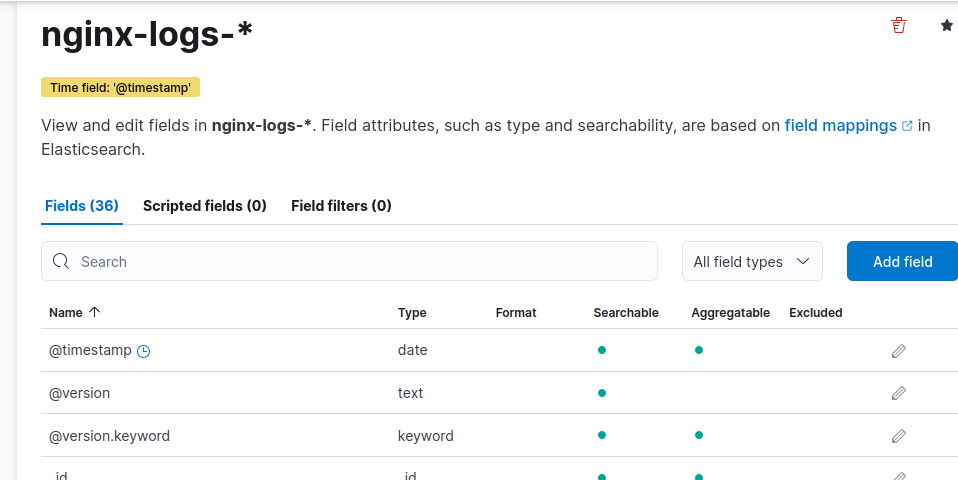 nginx-logs-*
Time field: '@timestamp'
View and edit fields in nginx-logs-*. Field attributes, such as type and searchability, are based on field mappings in
Elasticsearch.
Fields (36) Scripted fields (0) Field filters (0)
Search All field types Add field
Name Type Format Searchable Aggregatable Excluded
@timestamp date
@version text
@version.keyword keyword
_id _id